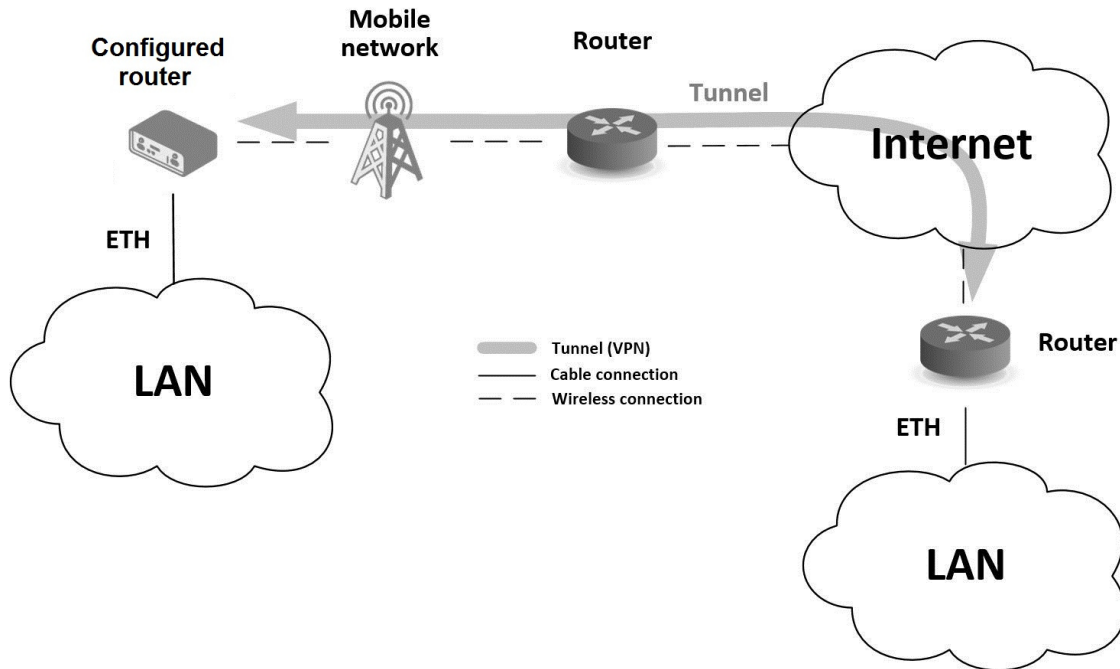 Mobile
network
Configured
router
Router
Tunnel
Internet
ETH
LAN
Router
Tunnel (VPN)
Cable connection
Wireless connection
ETH
LAN